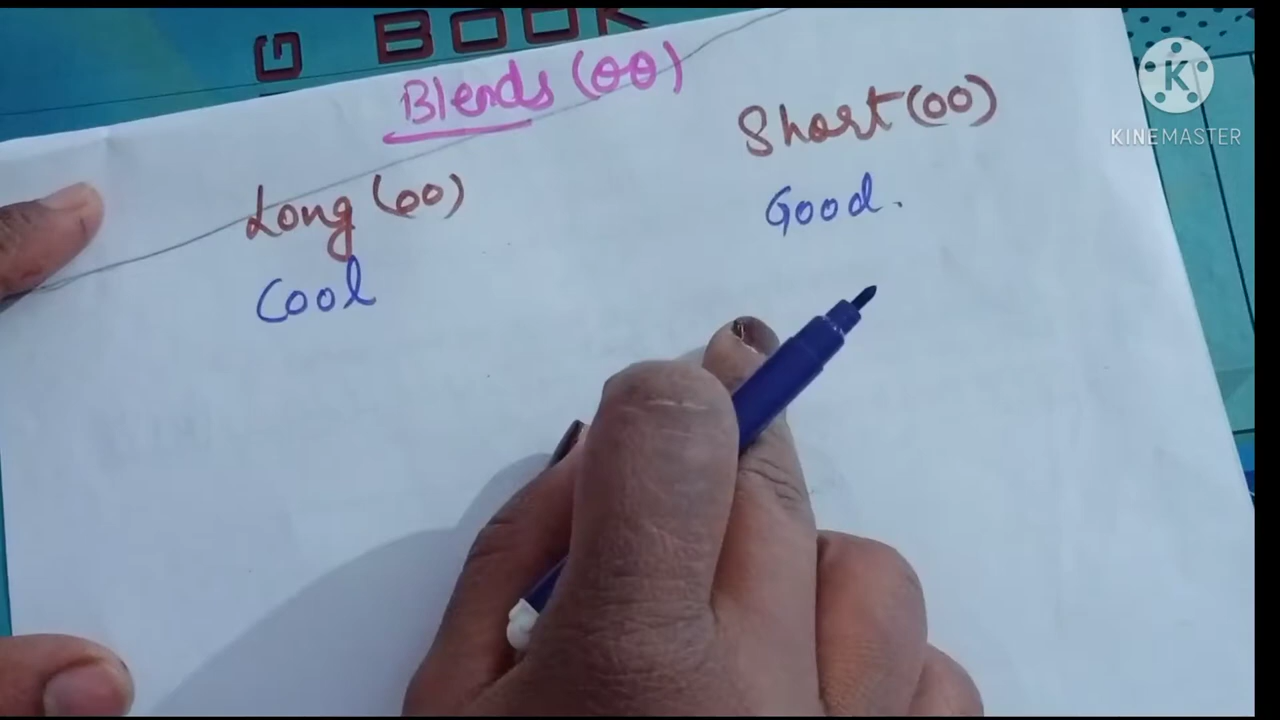 G BOOK
Blends (oo)
Short (oo)
Long (oo)
Good.
Cool
K
KINEMASTER